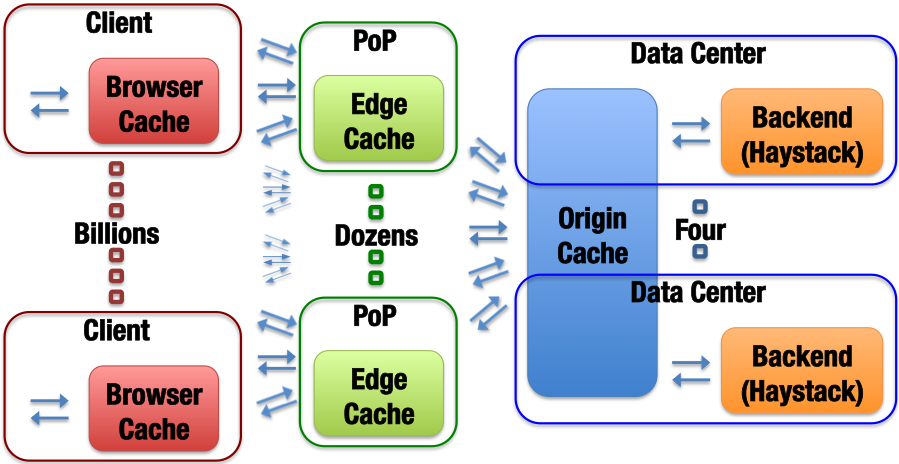 Client
Browser
Cache
Billions
Client
Browser
Cache
PoP
Edge
Cache
Dozens
PoP
Edge
Cache
Data Center
Backend
(Haystack)
Origin
Cache
Four
Data Center
Backend
(Haystack)